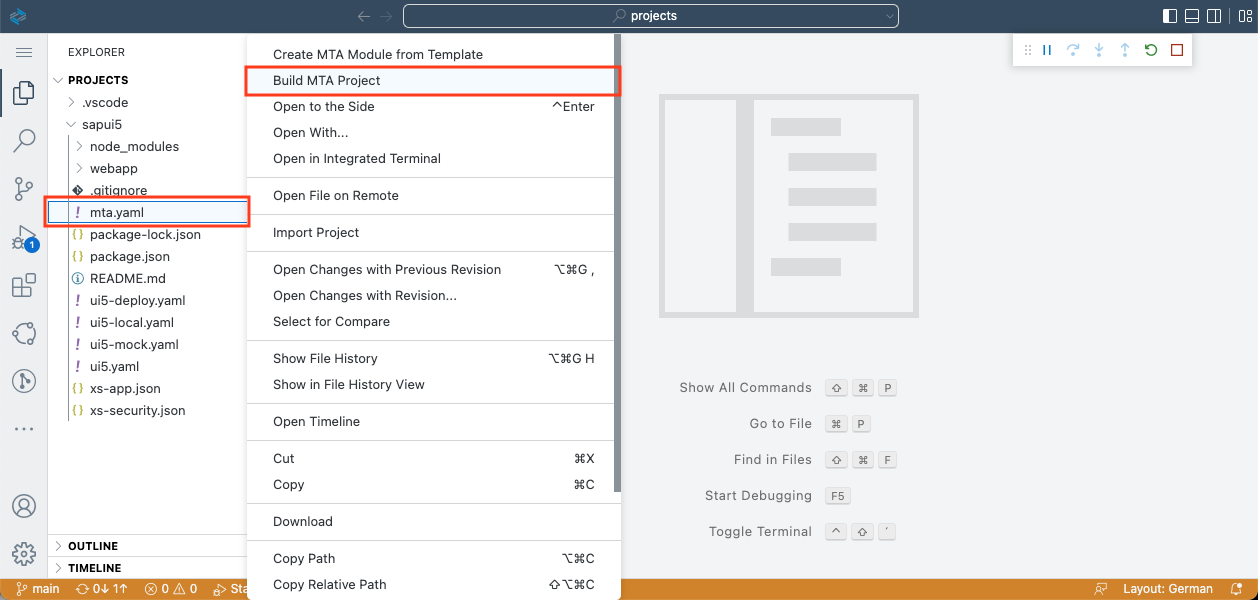 projects
EXPLORER
PROJECTS
.vscode
sapui5
node_modules
webapp
.gitignore
mta.yaml
package-lock.json
package.json
README.md
ui5-deploy.yaml
ui5-local.yaml
ui5-mock.yaml
ui5.yaml
xs-app.json
xs-security.json
OUTLINE
TIMELINE
1
Create MTA Module from Template
Build MTA Project
Open to the Side ^Enter
Open With...
Open in Integrated Terminal
Open File on Remote
Import Project
Open Changes with Previous Revision ⌥⌘G ,
Open Changes with Revision...
Select for Compare
Show File History ⌥⌘G H
Show in File History View
Open Timeline
Cut ⌘X
Copy ⌘C
Download
Copy Path ⌥⌘C
Copy Relative Path ⇧⌥⌘C
Show All Commands ⇧ ⌘ P
Go to File ⌘ P
Find in Files ⇧ ⌘ F
Start Debugging F5
Toggle Terminal ^ ⇧ ´
main 0↓ 1↑ 0 0 Sta
Layout: German